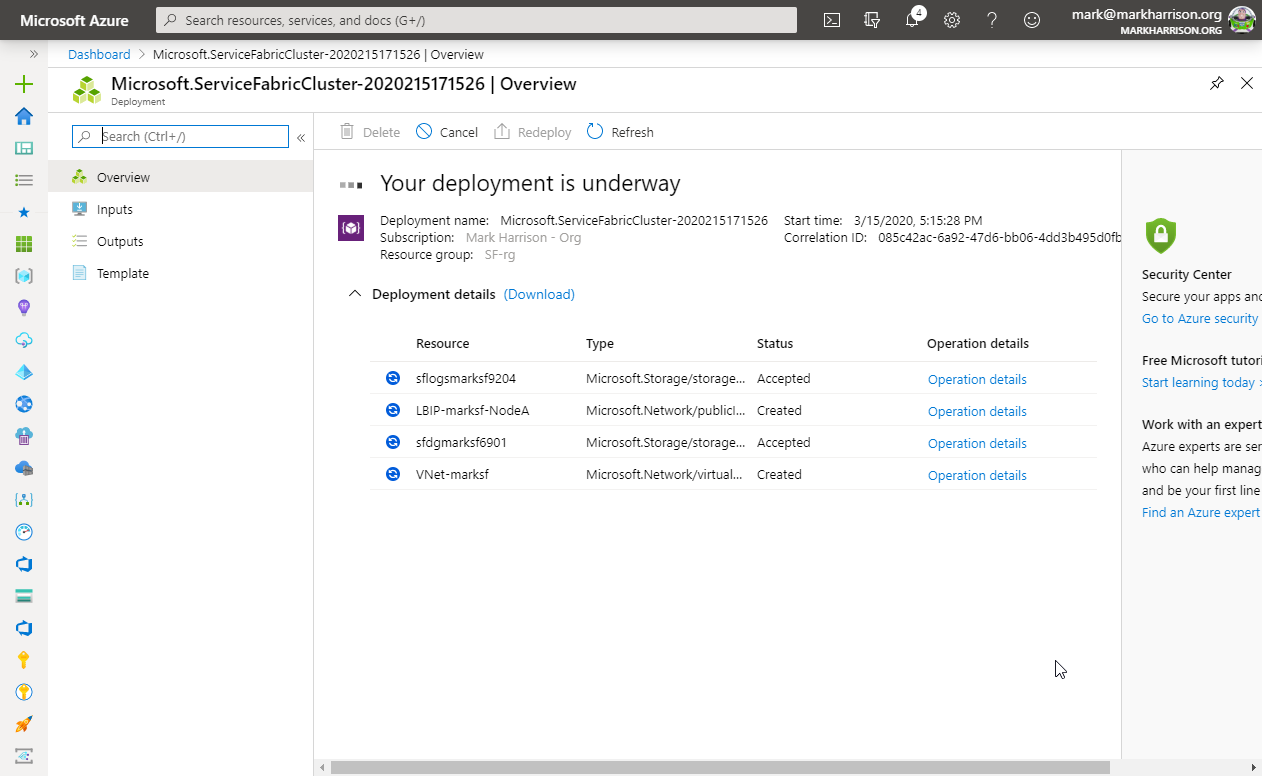 Microsoft Azure
Search resources, services, and docs (G+/)
4
mark@markharrison.org
MARKHARRISON.ORG
Dashboard > Microsoft.ServiceFabricCluster-2020215171526 | Overview
Microsoft.ServiceFabricCluster-2020215171526 | Overview
Deployment
Search (Ctrl+/)
Overview
Inputs
Outputs
Template
Delete Cancel Redeploy Refresh
Your deployment is underway
Deployment name: Microsoft.ServiceFabricCluster-2020215171526 Start time: 3/15/2020, 5:15:28 PM
Subscription: Mark Harrison - Org Correlation ID: 085c42ac-6a92-47d6-bb06-4dd3b495d0fb
Resource group: SF-rg
Deployment details (Download)
Resource Type Status Operation details
sflogsmarksf9204 Microsoft.Storage/storage... Accepted Operation details
LBIP-marksf-NodeA Microsoft.Network/publicI... Created Operation details
sfdgmarksf6901 Microsoft.Storage/storage... Accepted Operation details
VNet-marksf Microsoft.Network/virtual... Created Operation details
Security Center
Secure your apps and
Go to Azure security
Free Microsoft tutori
Start learning today >
Work with an expert
Azure experts are ser
who can help manag
and be your first line
Find an Azure expert